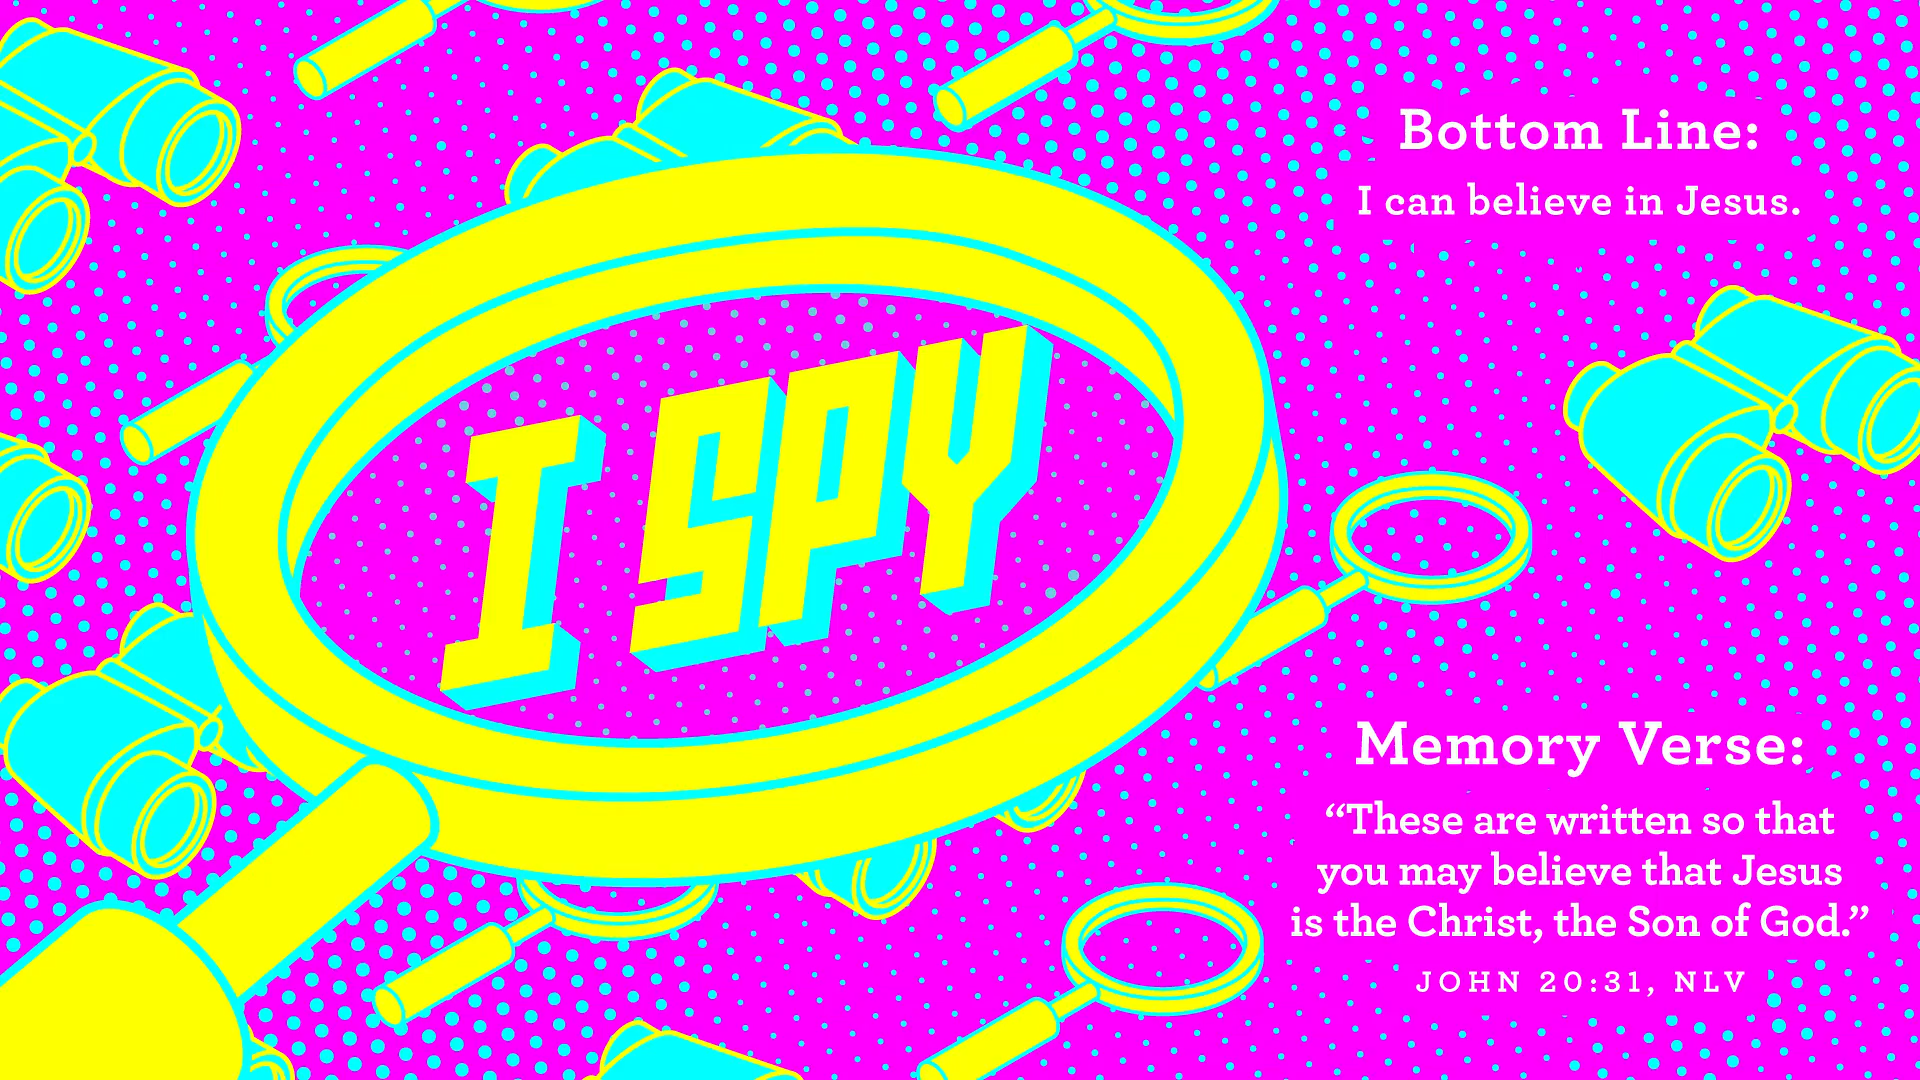 I SPY
Bottom Line:
I can believe in Jesus.
Memory Verse:
“These are written so that
you may believe that Jesus
is the Christ, the Son of God.”
JOHN 20:31, NLV